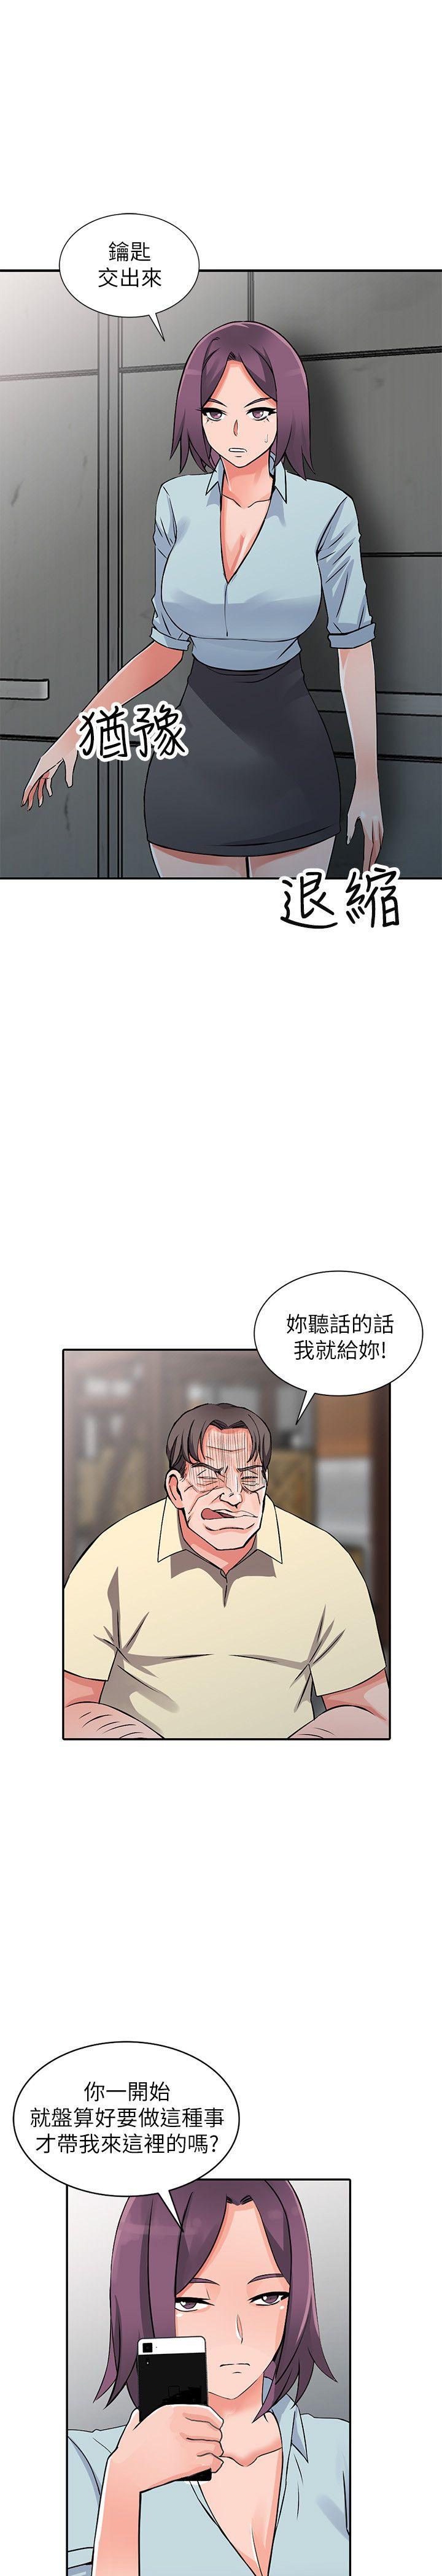 鑰匙
交出來
猶豫
退縮
妳聽話的話
我就給妳!
你一開始
就盤算好要做這種事
才帶我來這裡的嗎?